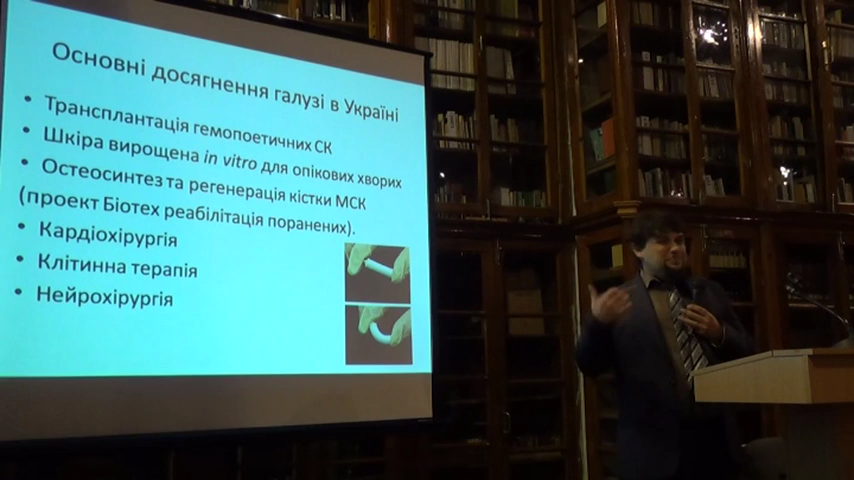 Основні досягнення галузі в Україні
• Трансплантація гемопоетичних СК
• Шкіра вирощена in vitro для опікових хворих
• Остеосинтез та регенерація кістки МСК
(проект Біотех реабілітація поранених).
• Кардіохірургія
• Клітинна терапія
• Нейрохірургія